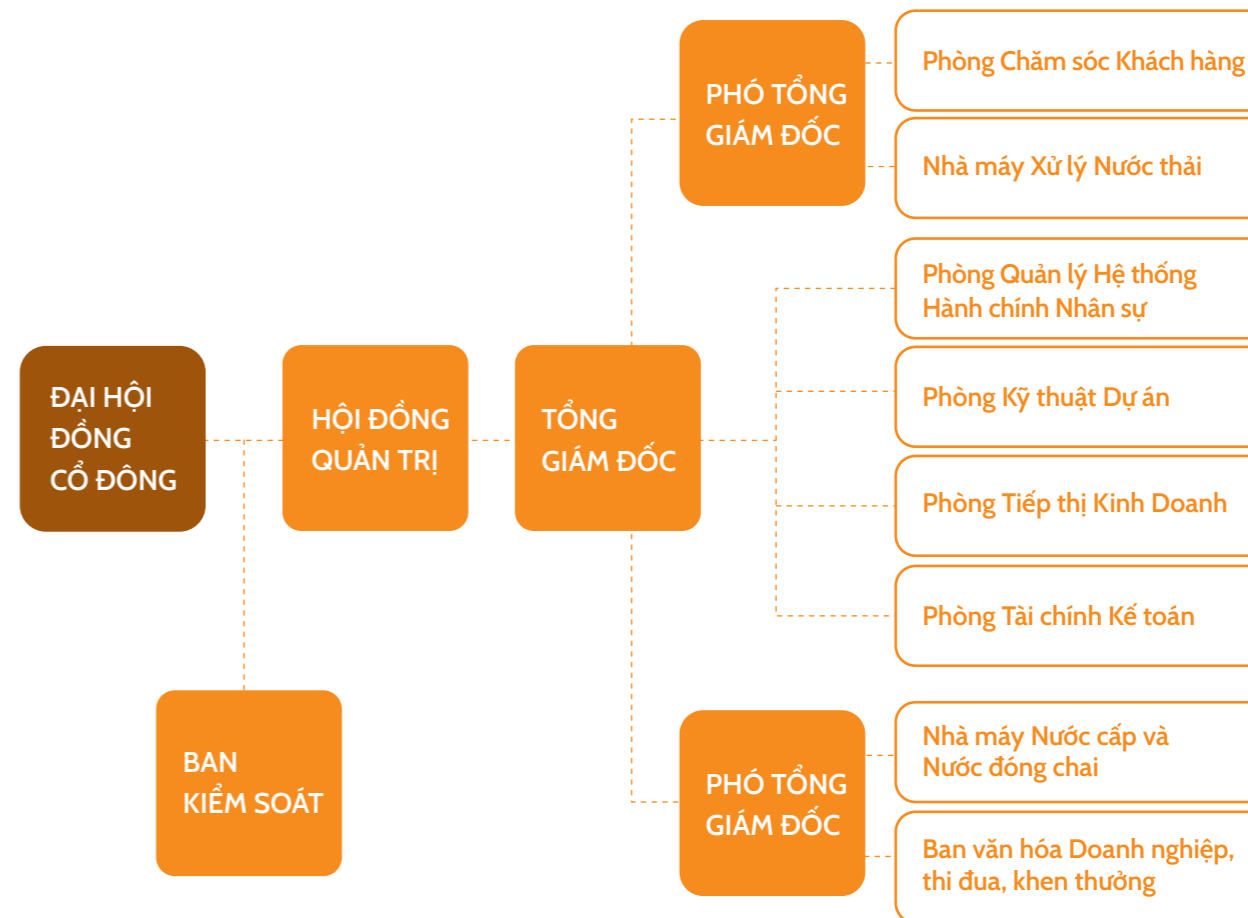 ĐẠI HỘI
ĐỒNG
CỔ ĐÔNG
HỘI ĐỒNG
QUẢN TRỊ
BAN
KIỂM SOÁT
TỔNG
GIÁM ĐỐC
PHÓ TỔNG
GIÁM ĐỐC
Phòng Chăm sóc Khách hàng
Nhà máy Xử lý Nước thải
Phòng Quản lý Hệ thống
Hành chính Nhân sự
Phòng Kỹ thuật Dự án
Phòng Tiếp thị Kinh Doanh
Phòng Tài chính Kế toán
PHÓ TỔNG
GIÁM ĐỐC
Nhà máy Nước cấp và
Nước đóng chai
Ban văn hóa Doanh nghiệp,
thi đua, khen thưởng